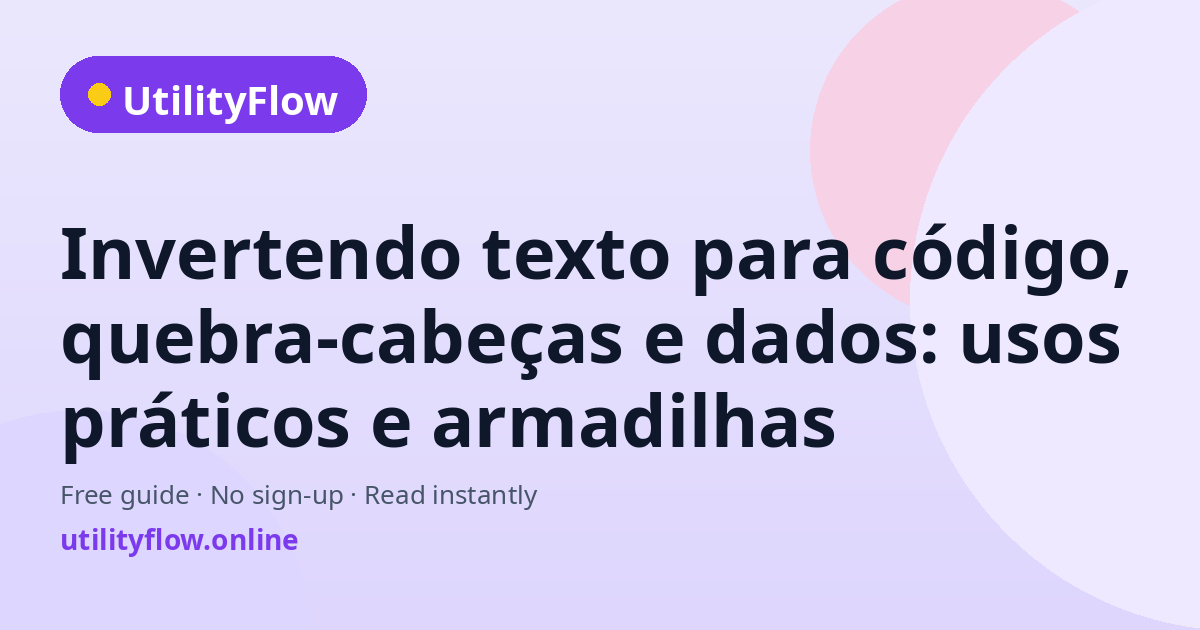 UtilityFlow
Invertendo texto para código,
quebra-cabeças e dados: usos
práticos e armadilhas
Free guide · No sign-up · Read instantly
utilityflow.online